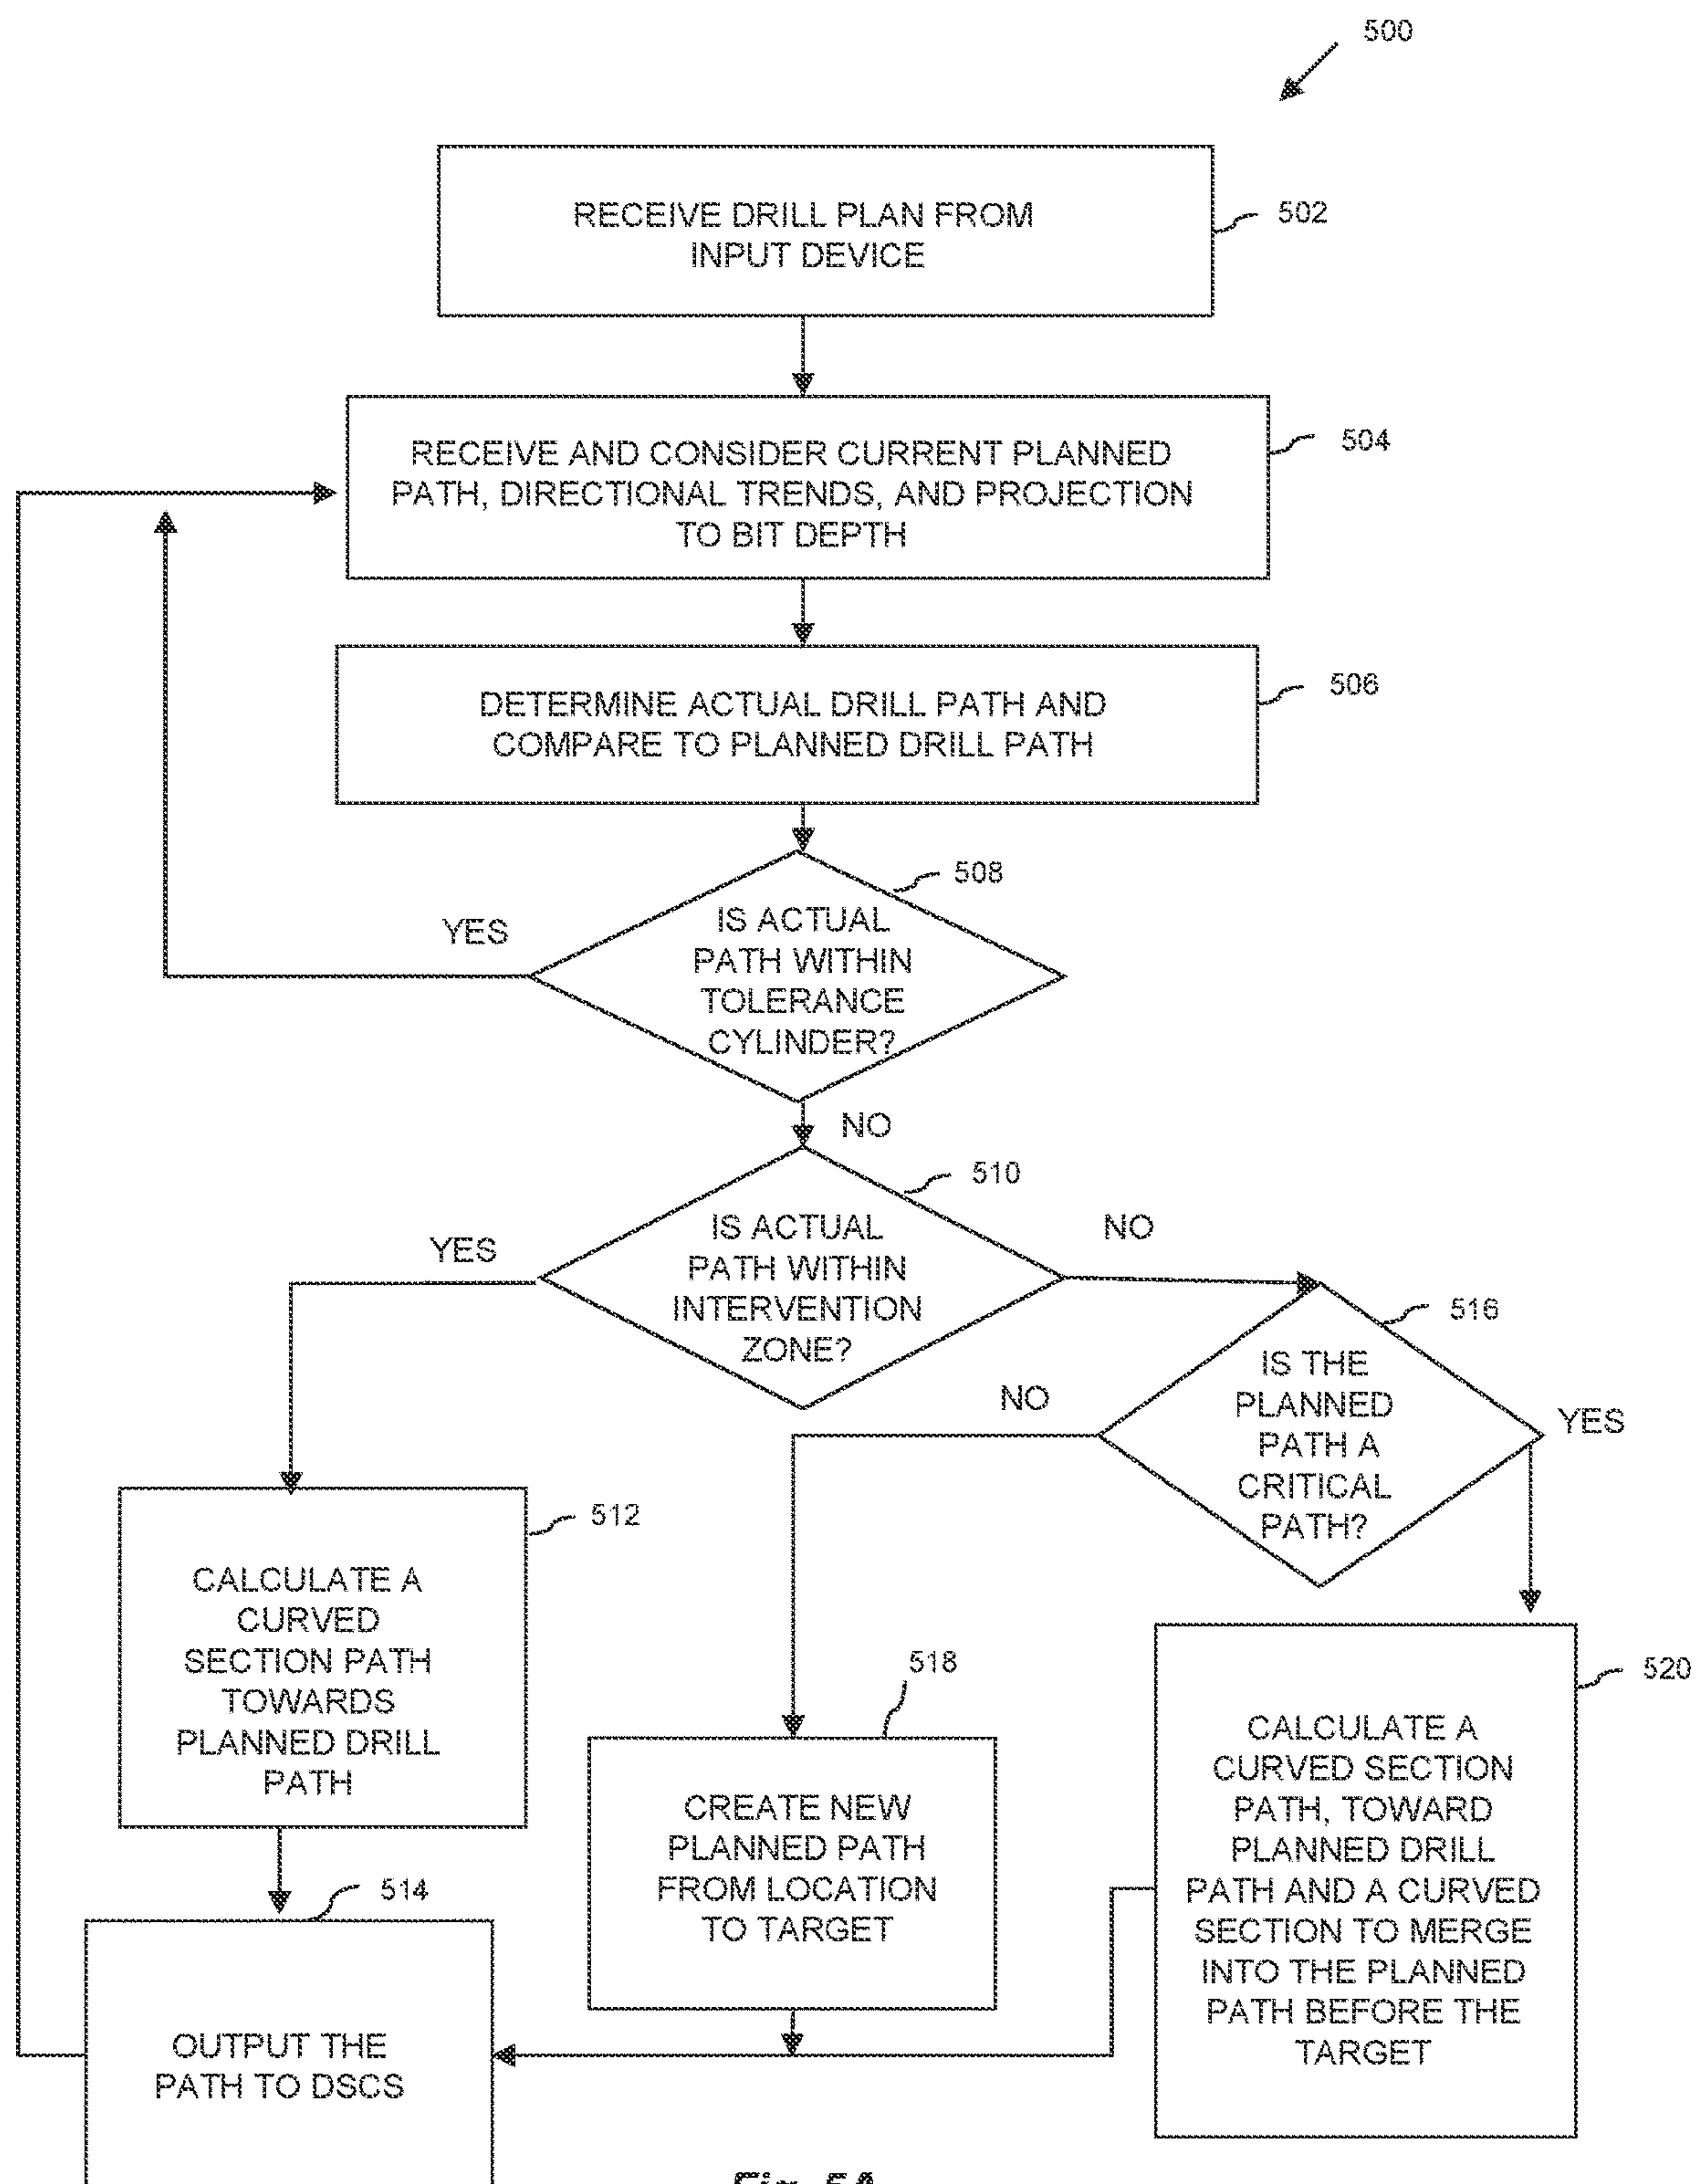 500
RECEIVE DRILL PLAN FROM
INPUT DEVICE
502
RECEIVE AND CONSIDER CURRENT PLANNED
PATH, DIRECTIONAL TRENDS, AND PROJECTION
TO BIT DEPTH
504
DETERMINE ACTUAL DRILL PATH AND
COMPARE TO PLANNED DRILL PATH
506
508
IS ACTUAL
PATH WITHIN
TOLERANCE
CYLINDER?
YES
NO
510
IS ACTUAL
PATH WITHIN
INTERVENTION
ZONE?
YES
NO
516
IS THE
PLANNED
PATH A
CRITICAL
PATH?
NO
YES
512
CALCULATE A
CURVED
SECTION PATH
TOWARDS
PLANNED DRILL
PATH
518
CREATE NEW
PLANNED PATH
FROM LOCATION
TO TARGET
520
CALCULATE A
CURVED SECTION
PATH, TOWARD
PLANNED DRILL
PATH AND A CURVED
SECTION TO MERGE
INTO THE PLANNED
PATH BEFORE THE
TARGET
514
OUTPUT THE
PATH TO DSCS
Fig. 5A